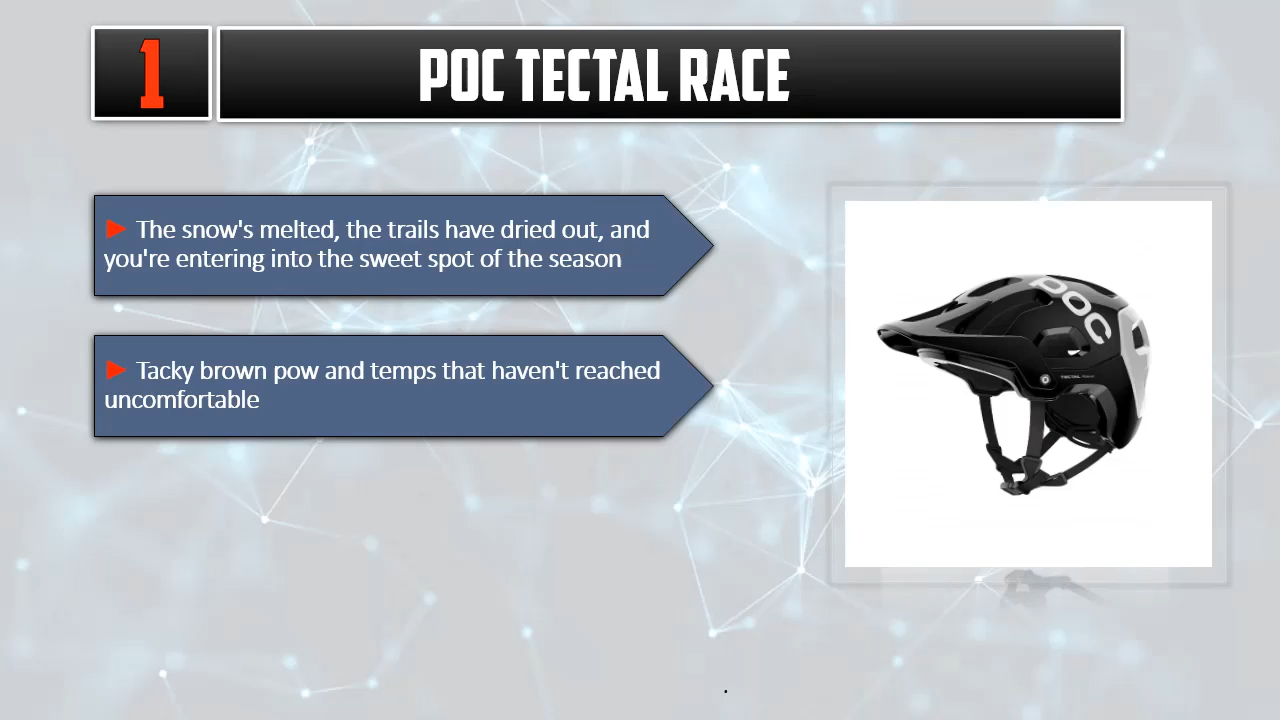 1
POC TECTAL RACE
► The snow's melted, the trails have dried out, and
you're entering into the sweet spot of the season
► Tacky brown pow and temps that haven't reached
uncomfortable
POC
TECTAL